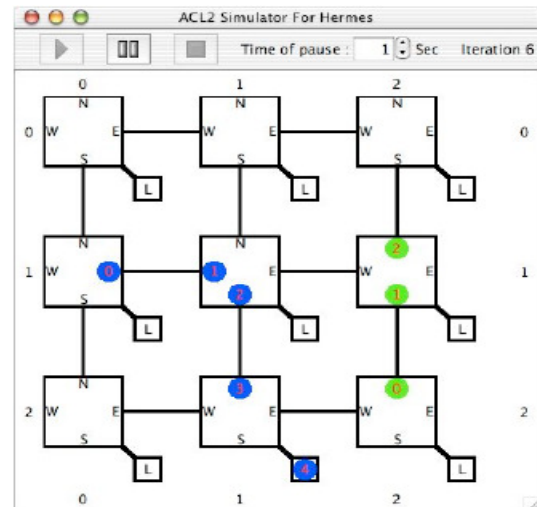 ACL2 Simulator For Hermes
Time of pause : 1 Sec Iteration 6
0 1 2
N N N
0 W E W E W E 0
S S S
L L L
N N 2
1 W 0 1 E W E 1
S 2 1
L L L
N 3 0
2 W E W E W E 2
S S S
L 4 L
0 1 2